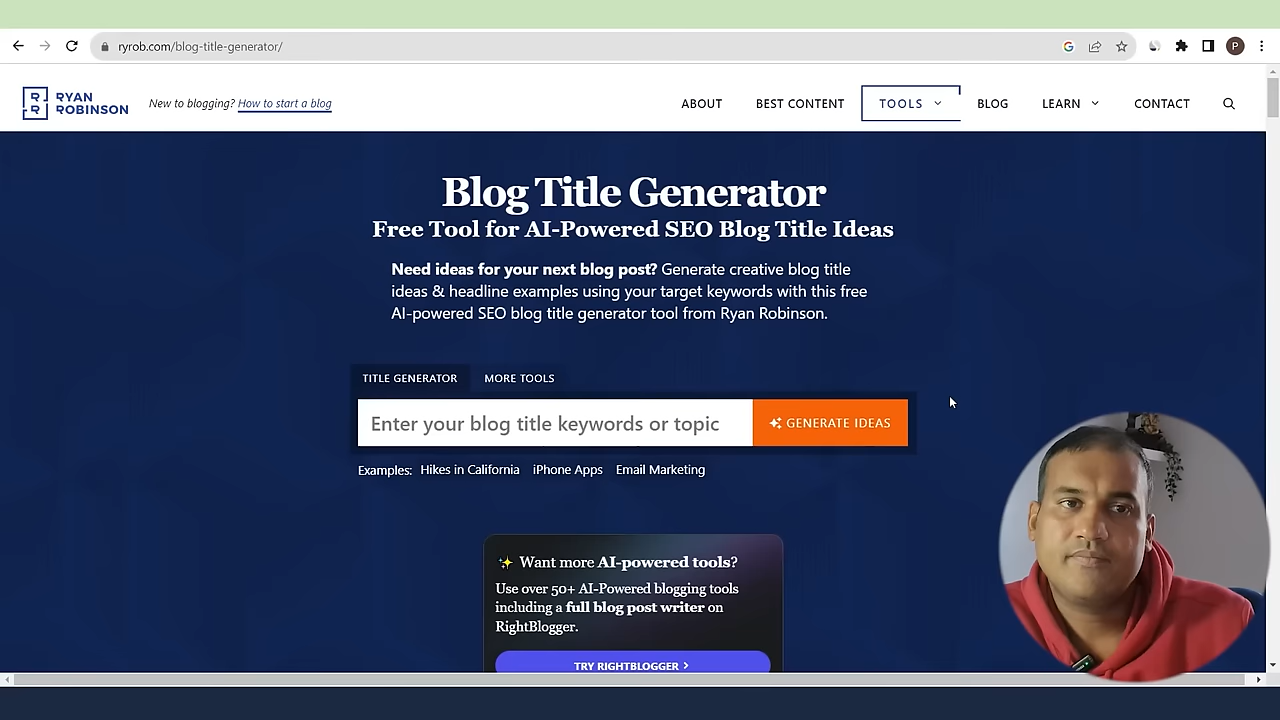 ryrob.com/blog-title-generator/
P
RYAN
ROBINSON
R
R
New to blogging? How to start a blog
ABOUT
BEST CONTENT
TOOLS
BLOG
LEARN
CONTACT
Blog Title Generator
Free Tool for AI-Powered SEO Blog Title Ideas
Need ideas for your next blog post? Generate creative blog title
ideas & headline examples using your target keywords with this free
AI-powered SEO blog title generator tool from Ryan Robinson.
TITLE GENERATOR
MORE TOOLS
Enter your blog title keywords or topic
GENERATE IDEAS
Examples: Hikes in California iPhone Apps Email Marketing
Want more AI-powered tools?
Use over 50+ AI-Powered blogging tools
including a full blog post writer on
RightBlogger.
TRY RIGHTBLOGGER >